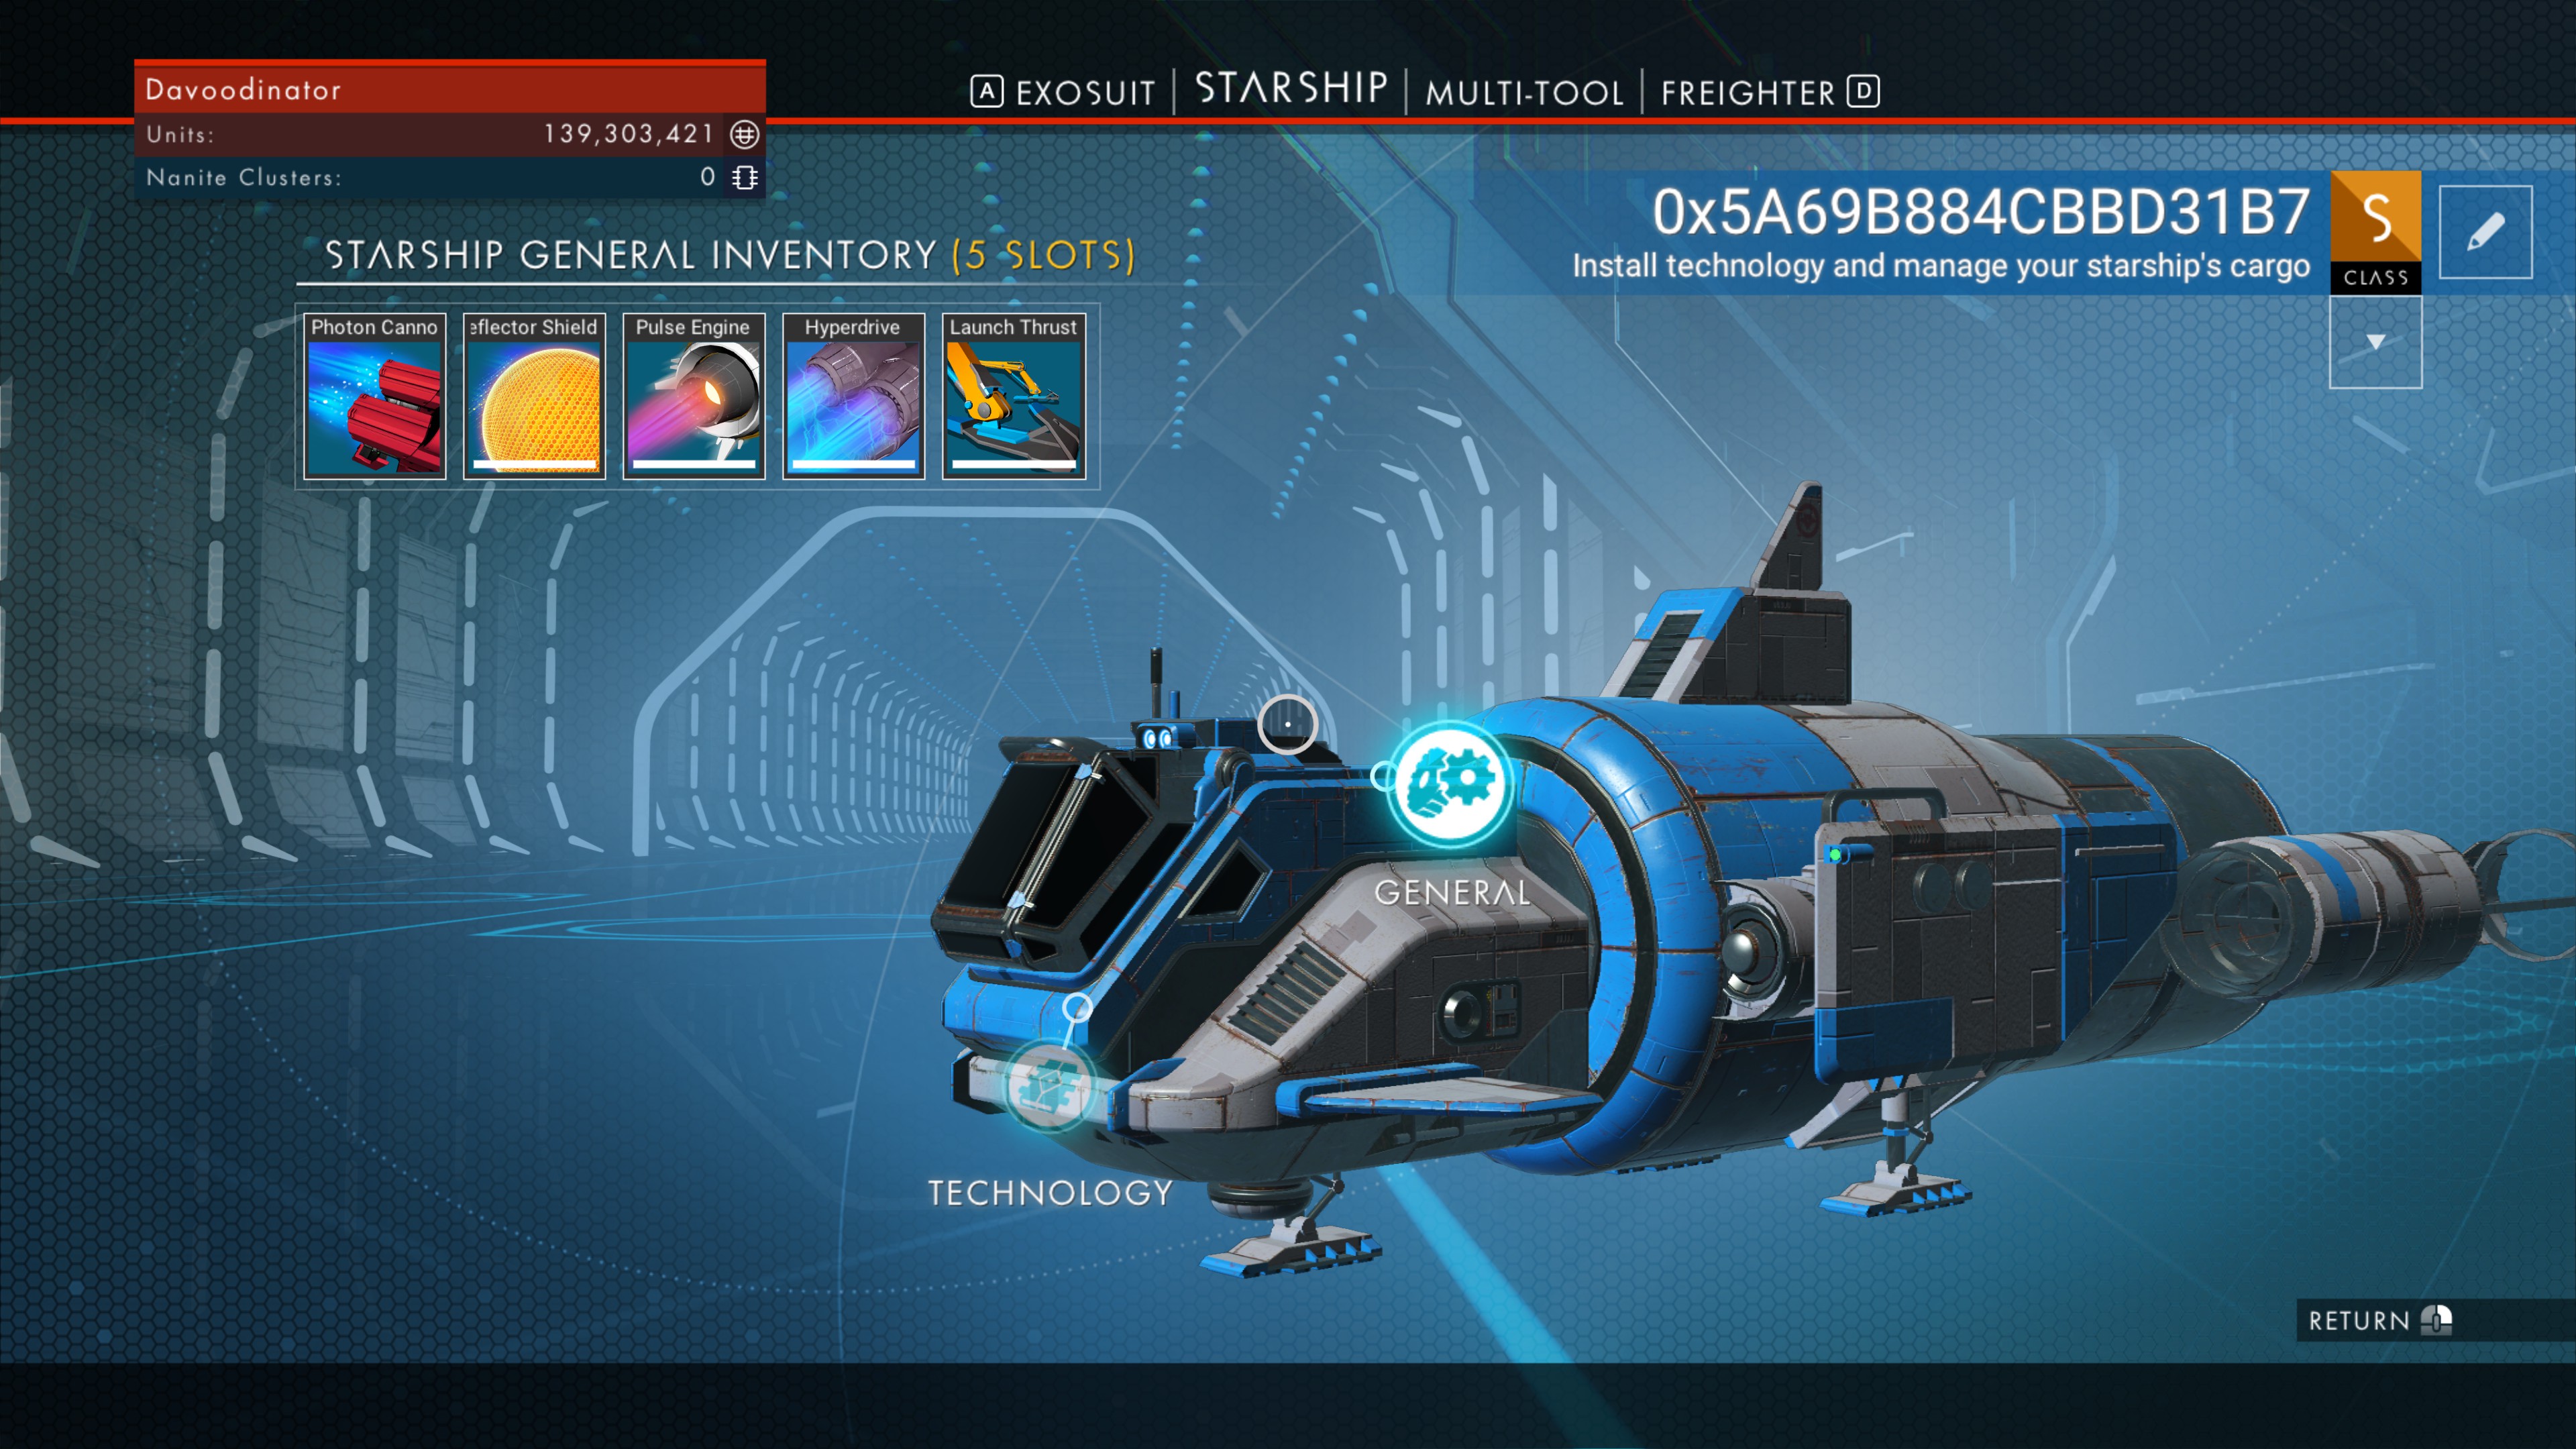 Davoodinator
Units: 139,303,421
Nanite Clusters: 0
A EXOSUIT STARSHIP MULTI-TOOL FREIGHTER D
0x5A69B884CBBD31B7
Install technology and manage your starship's cargo
S
CLASS
STARSHIP GENERAL INVENTORY (5 SLOTS)
Photon Canno eflector Shield Pulse Engine Hyperdrive Launch Thrust
GENERAL
TECHNOLOGY
RETURN